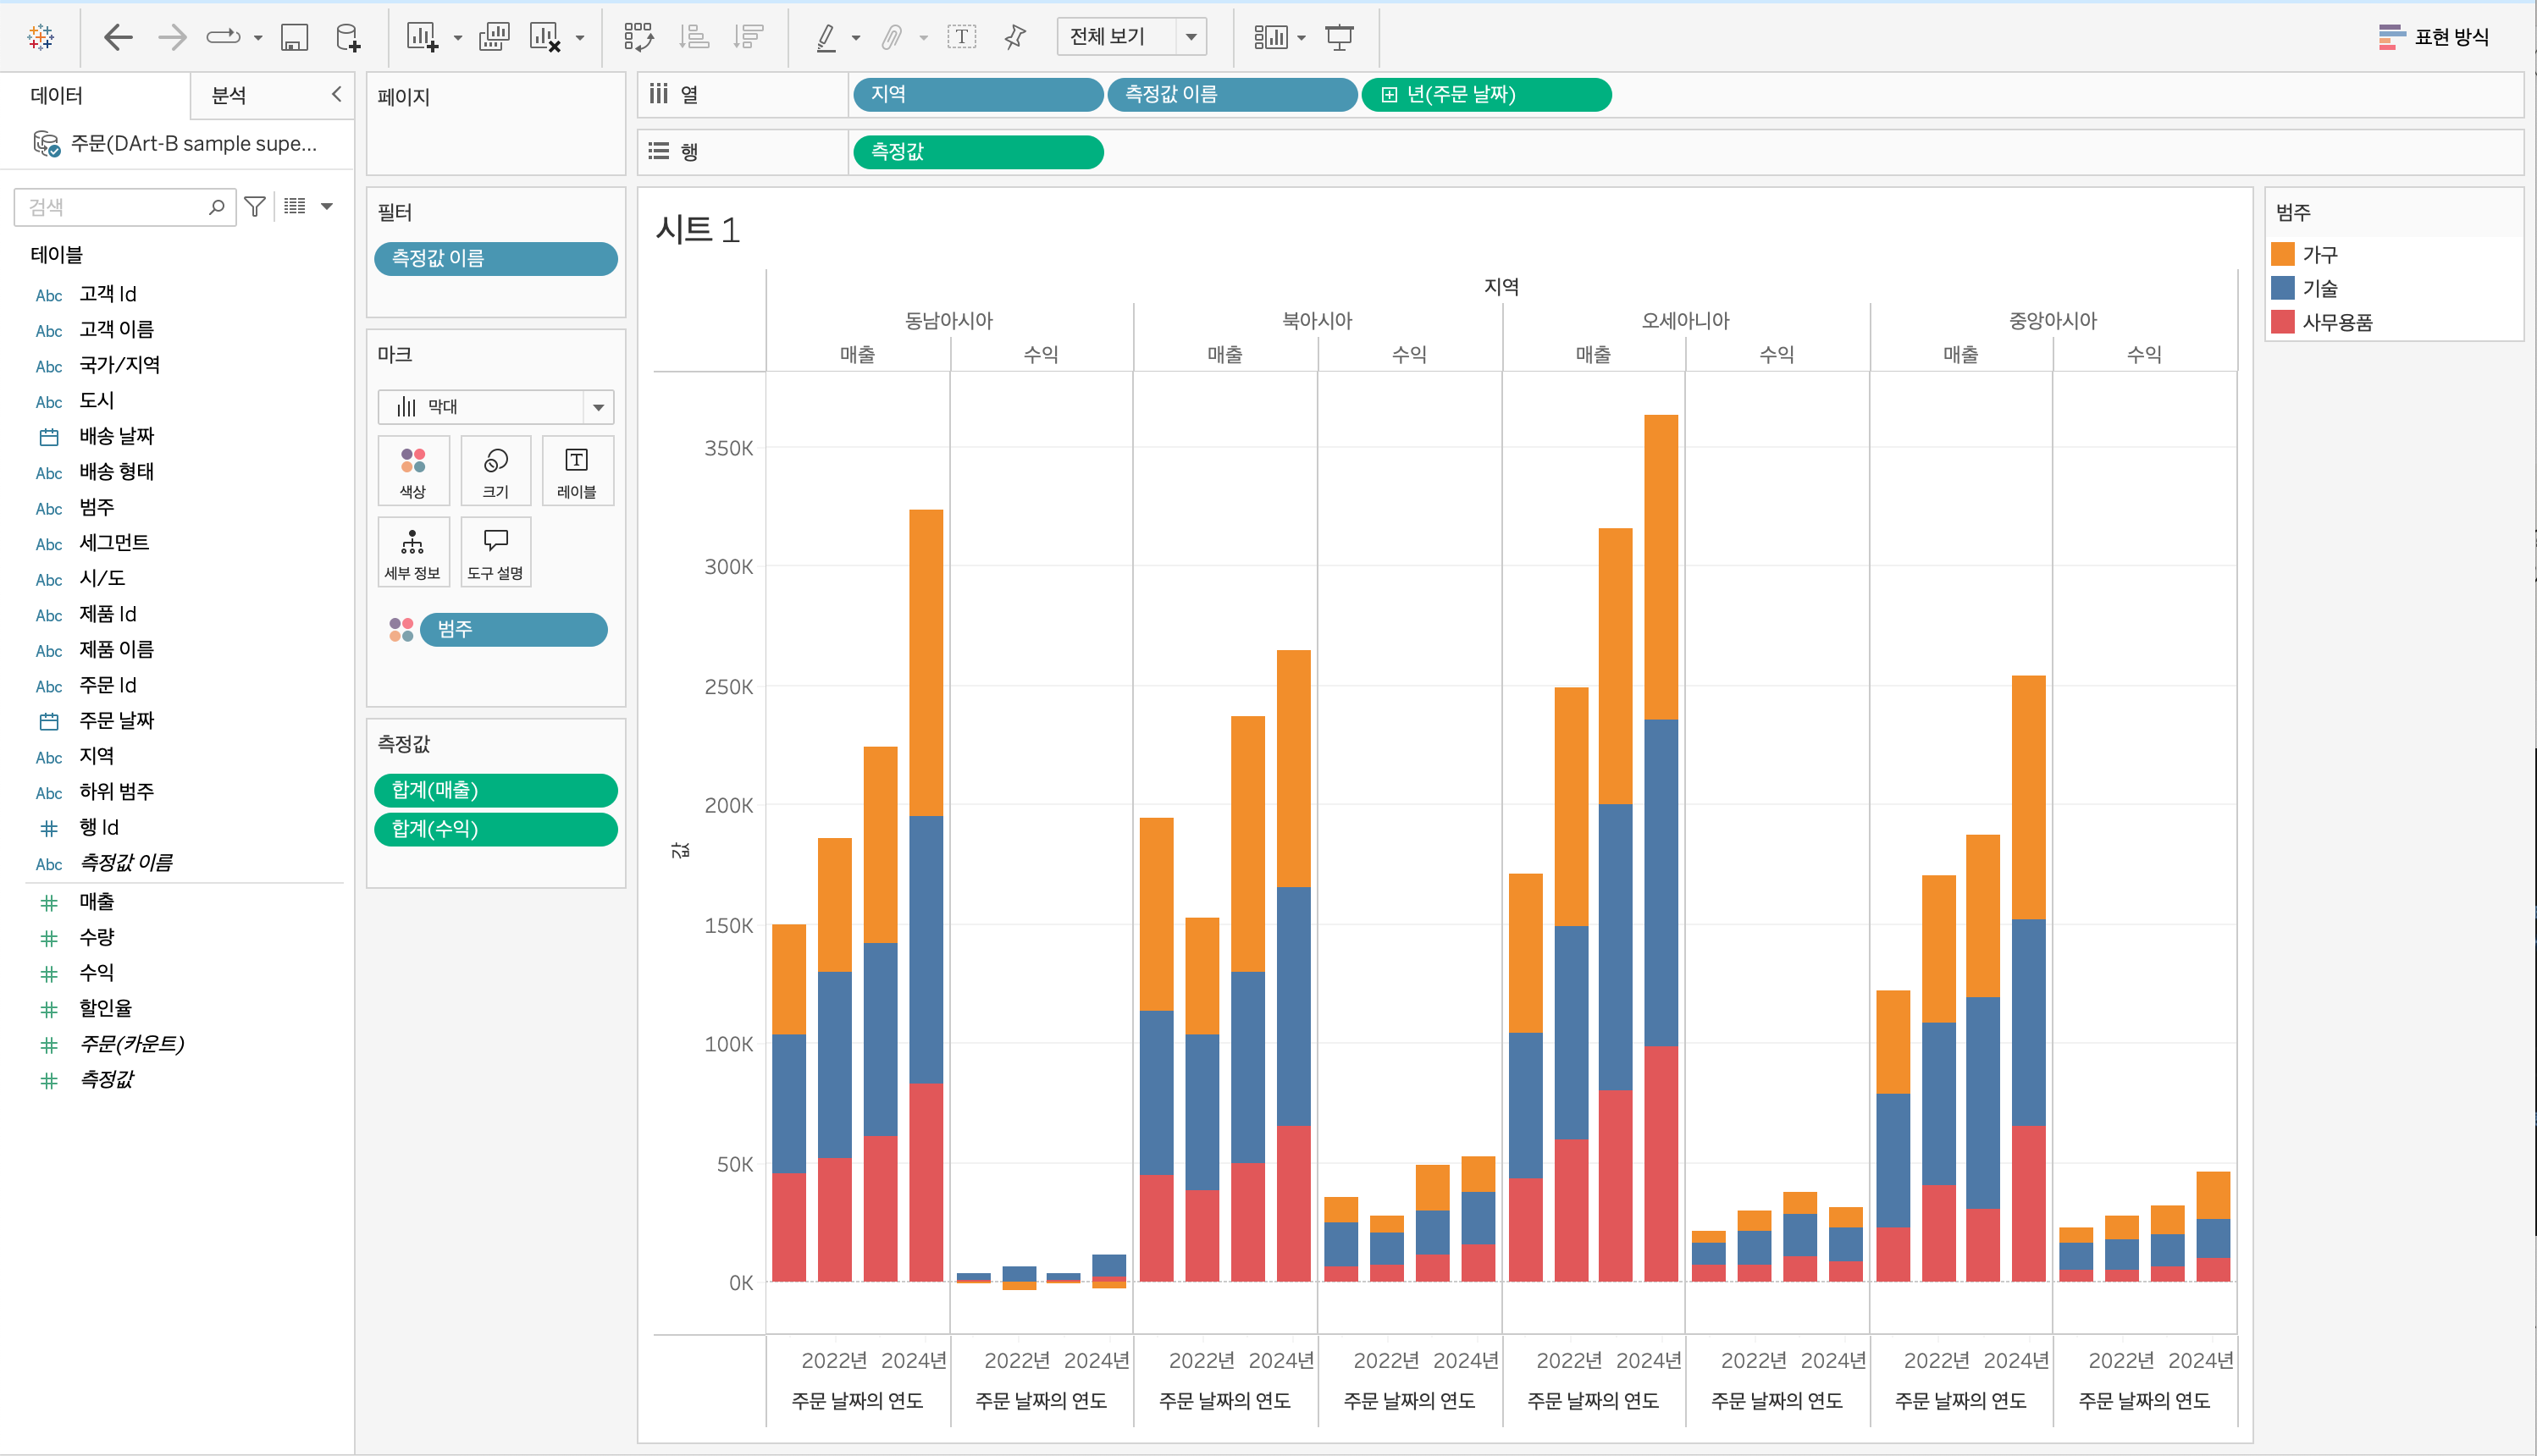 전체 보기
표현 방식
데이터
분석
주문(DArt-B sample supe...
검색
테이블
Abc 고객 Id
Abc 고객 이름
Abc 국가/지역
Abc 도시
배송 날짜
Abc 배송 형태
Abc 범주
Abc 세그먼트
Abc 시/도
Abc 제품 Id
Abc 제품 이름
Abc 주문 Id
주문 날짜
Abc 지역
Abc 하위 범주
# 행 Id
Abc 측정값 이름
# 매출
# 수량
# 수익
# 할인율
# 주문(카운트)
# 측정값
페이지
필터
측정값 이름
마크
막대
색상
크기
T
레이블
세부 정보
도구 설명
범주
측정값
합계(매출)
합계(수익)
열
지역
측정값 이름
년(주문 날짜)
행
측정값
시트 1
지역
동남아시아 북아시아 오세아니아 중앙아시아
매출 수익 매출 수익 매출 수익 매출 수익
350K
300K
250K
200K
150K
100K
50K
0K
값
2022년 2024년 2022년 2024년 2022년 2024년 2022년 2024년 2022년 2024년 2022년 2024년 2022년 2024년 2022년 2024년
주문 날짜의 연도 주문 날짜의 연도 주문 날짜의 연도 주문 날짜의 연도 주문 날짜의 연도 주문 날짜의 연도 주문 날짜의 연도 주문 날짜의 연도
범주
가구
기술
사무용품